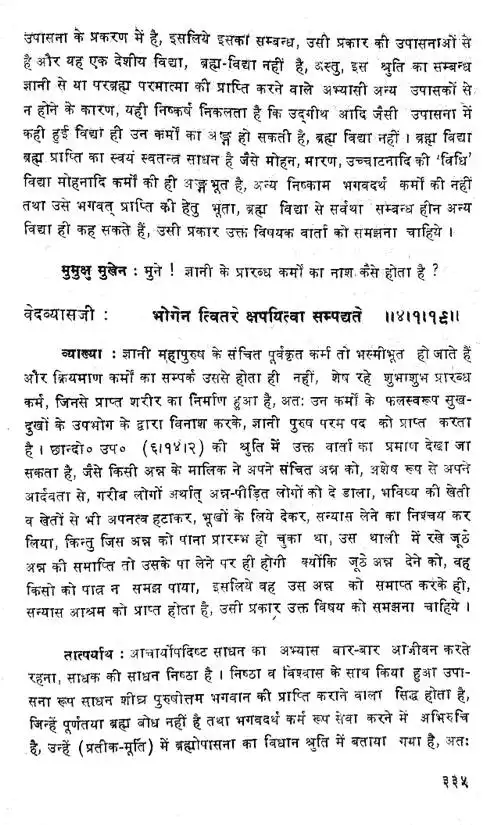 उपासना के प्रकरण में है, इसलिये इसका सम्बन्ध, उसी प्रकार की उपासनाओं से
है और यह एक देशीय विद्या, ब्रह्म-विद्या नहीं है, अस्तु, इस श्रुति का सम्बन्ध
ज्ञानी से या परब्रह्म परमात्मा की प्राप्ति करने वाले अभ्यासी अन्य उपासकों से
न होने के कारण, यही निष्कर्ष निकलता है कि उद्गीथ आदि जैसी उपासना में
कही हुई विद्या ही उन कर्मों का अङ्ग हो सकती है, ब्रह्म विद्या नहीं । ब्रह्म विद्या
ब्रह्म प्राप्ति का स्वयं स्वतन्त्र साधन है जैसे मोहन, मारण, उच्चाटनादि की 'विधि'
विद्या मोहनादि कर्मों की ही अङ्गभूत है, अन्य निष्काम भगवदर्थ कर्मों की नहीं
तथा उसे भगवत् प्राप्ति की हेतु भूता, ब्रह्म विद्या से सर्वथा सम्बन्ध हीन अन्य
विद्या ही कह सकते हैं, उसी प्रकार उक्त विषयक वार्ता को समझना चाहिये ।
मुमुक्षु मुखेन : मुने ! ज्ञानी के प्रारब्ध कर्मों का नाश कैसे होता है ?
वेदव्यासजी : भोगेन त्वितरे क्षपयित्वा सम्पद्यते ॥४।१।१९॥
व्याख्या : ज्ञानी महापुरुष के संचित पूर्वकृत कर्म तो भस्मीभूत हो जाते हैं
और क्रियमाण कर्मों का सम्पर्क उससे होता ही नहीं, शेष रहे शुभाशुभ प्रारब्ध
कर्म, जिनसे प्राप्त शरीर का निर्माण हुआ है, अतः उन कर्मों के फलस्वरूप सुख-
दुखों के उपभोग के द्वारा विनाश करके, ज्ञानी पुरुष परम पद को प्राप्त करता
है । छान्दो० उप० (६।१४।२) की श्रुति में उक्त वार्ता का प्रमाण देखा जा
सकता है, जैसे किसी अन्न के मालिक ने अपने संचित अन्न को, अशेष रूप से अपने
आर्दवता से, गरीब लोगों अर्थात् अन्न-पीड़ित लोगों को दे डाला, भविष्य की खेती
व खेतों से भी अपनत्व हटाकर, भूखों के लिये देकर, सन्यास लेने का निश्चय कर
लिया, किन्तु जिस अन्न को पाना प्रारम्भ हो चुका था, उस थाली में रखे जूठे
अन्न की समाप्ति तो उसके पा लेने पर ही होगी क्योंकि जूठे अन्न देने को, वह
किसी को पात्र न समझ पाया, इसलिये वह उस अन्न को समाप्त करके ही,
सन्यास आश्रम को प्राप्त होता है, उसी प्रकार उक्त विषय को समझना चाहिये ।
तात्पर्यार्थ : आचार्योपदिष्ट साधन का अभ्यास बार-बार आजीवन करते
रहना, साधक की साधन निष्ठा है । निष्ठा व विश्वास के साथ किया हुआ उपा-
सना रूप साधन शीघ्र पुरुषोत्तम भगवान की प्राप्ति कराने वाला सिद्ध होता है,
जिन्हें पूर्णतया ब्रह्म बोध नहीं है तथा भगवदर्थ कर्म रूप सेवा करने में अभिरुचि
है, उन्हें (प्रतीक-मूर्ति) में ब्रह्मोपासना का विधान श्रुति में बताया गया है, अतः
३३५